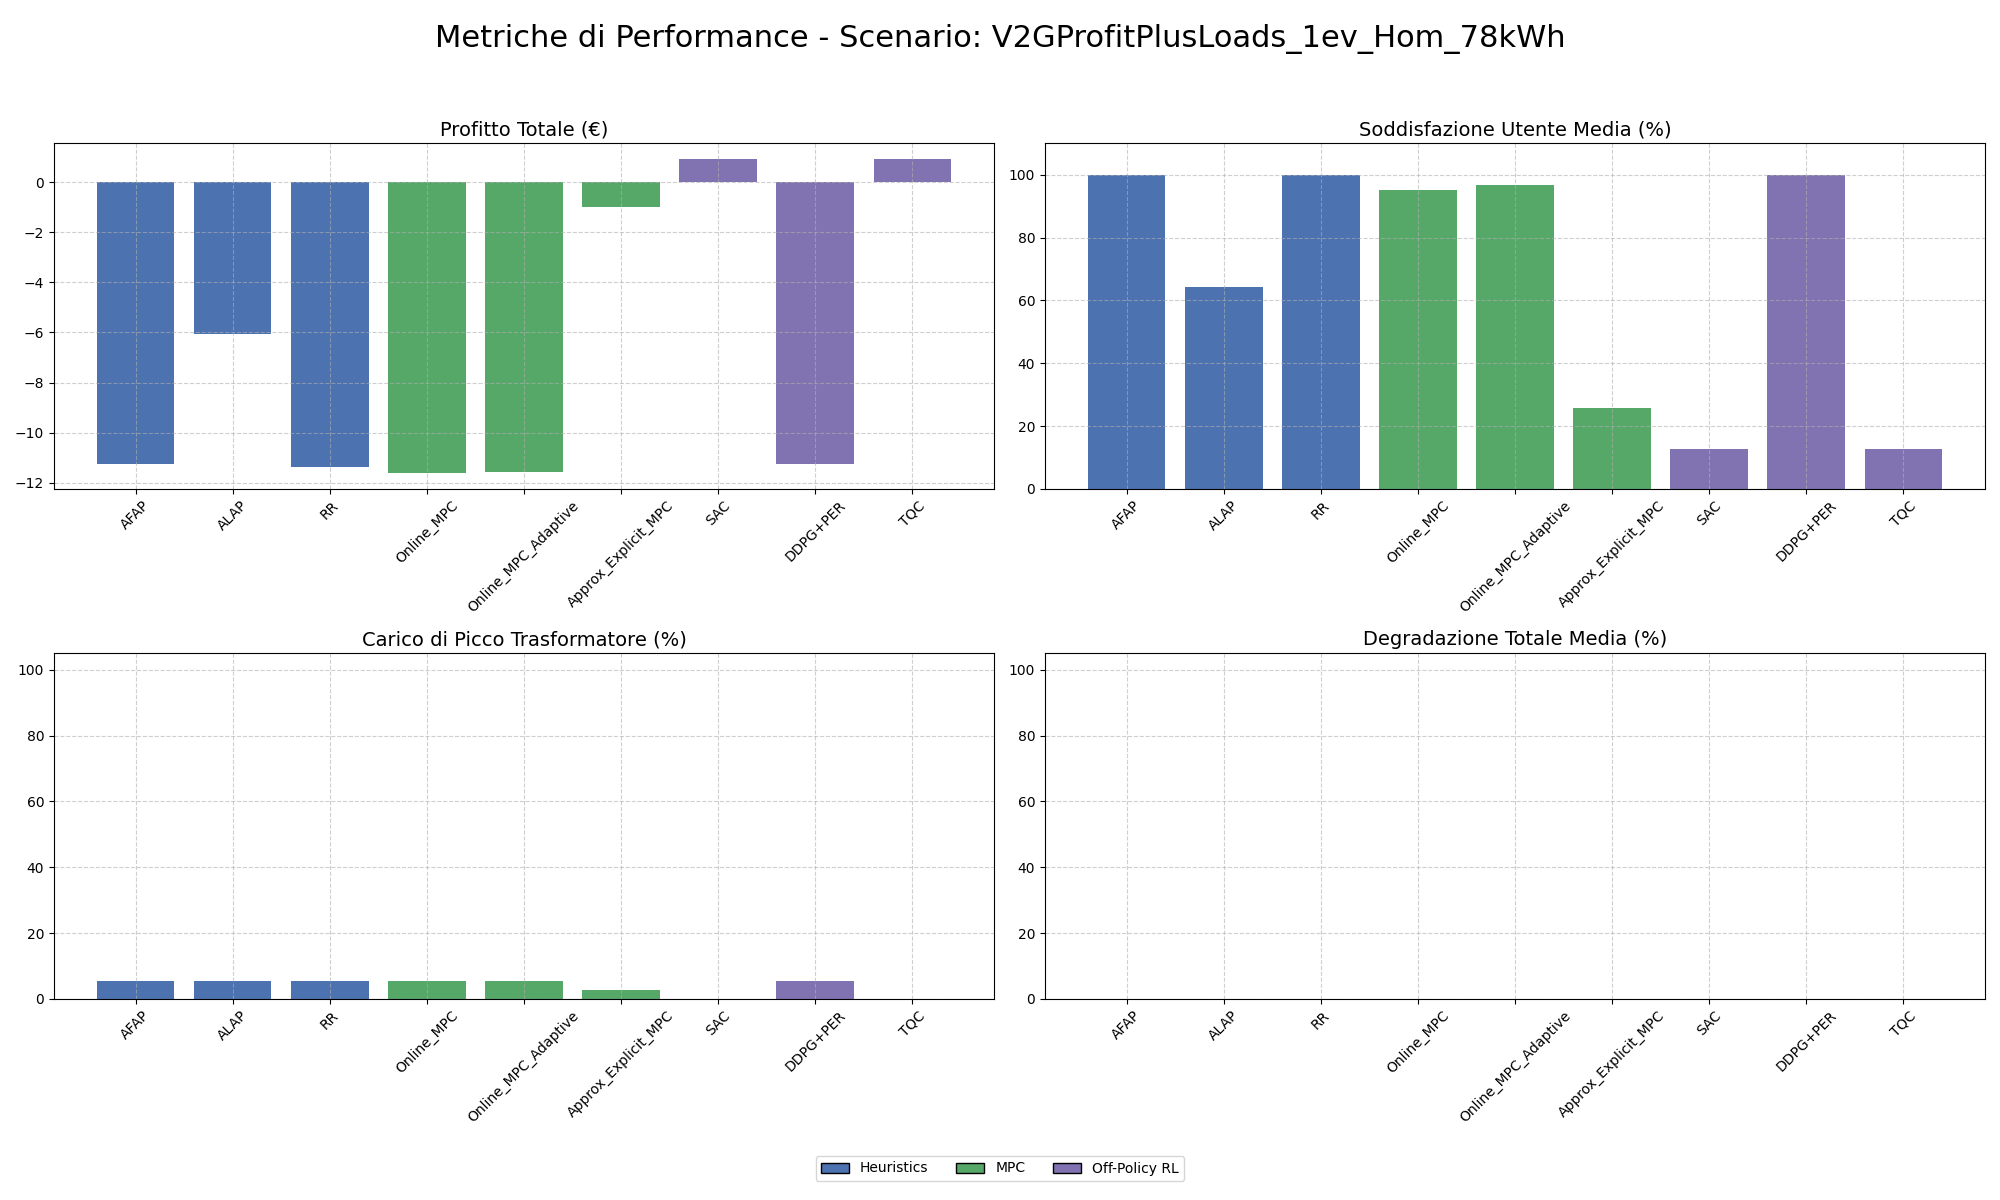 Metriche di Performance - Scenario: V2GProfitPlusLoads_1ev_Hom_78kWh
Profitto Totale (€)
0
−2
−4
−6
−8
−10
−12
AFAP
ALAP
RR
Online_MPC
Online_MPC_Adaptive
Approx_Explicit_MPC
SAC
DDPG+PER
TQC
Soddisfazione Utente Media (%)
100
80
60
40
20
0
AFAP
ALAP
RR
Online_MPC
Online_MPC_Adaptive
Approx_Explicit_MPC
SAC
DDPG+PER
TQC
Carico di Picco Trasformatore (%)
100
80
60
40
20
0
AFAP
ALAP
RR
Online_MPC
Online_MPC_Adaptive
Approx_Explicit_MPC
SAC
DDPG+PER
TQC
Degradazione Totale Media (%)
100
80
60
40
20
0
AFAP
ALAP
RR
Online_MPC
Online_MPC_Adaptive
Approx_Explicit_MPC
SAC
DDPG+PER
TQC
Heuristics
MPC
Off-Policy RL